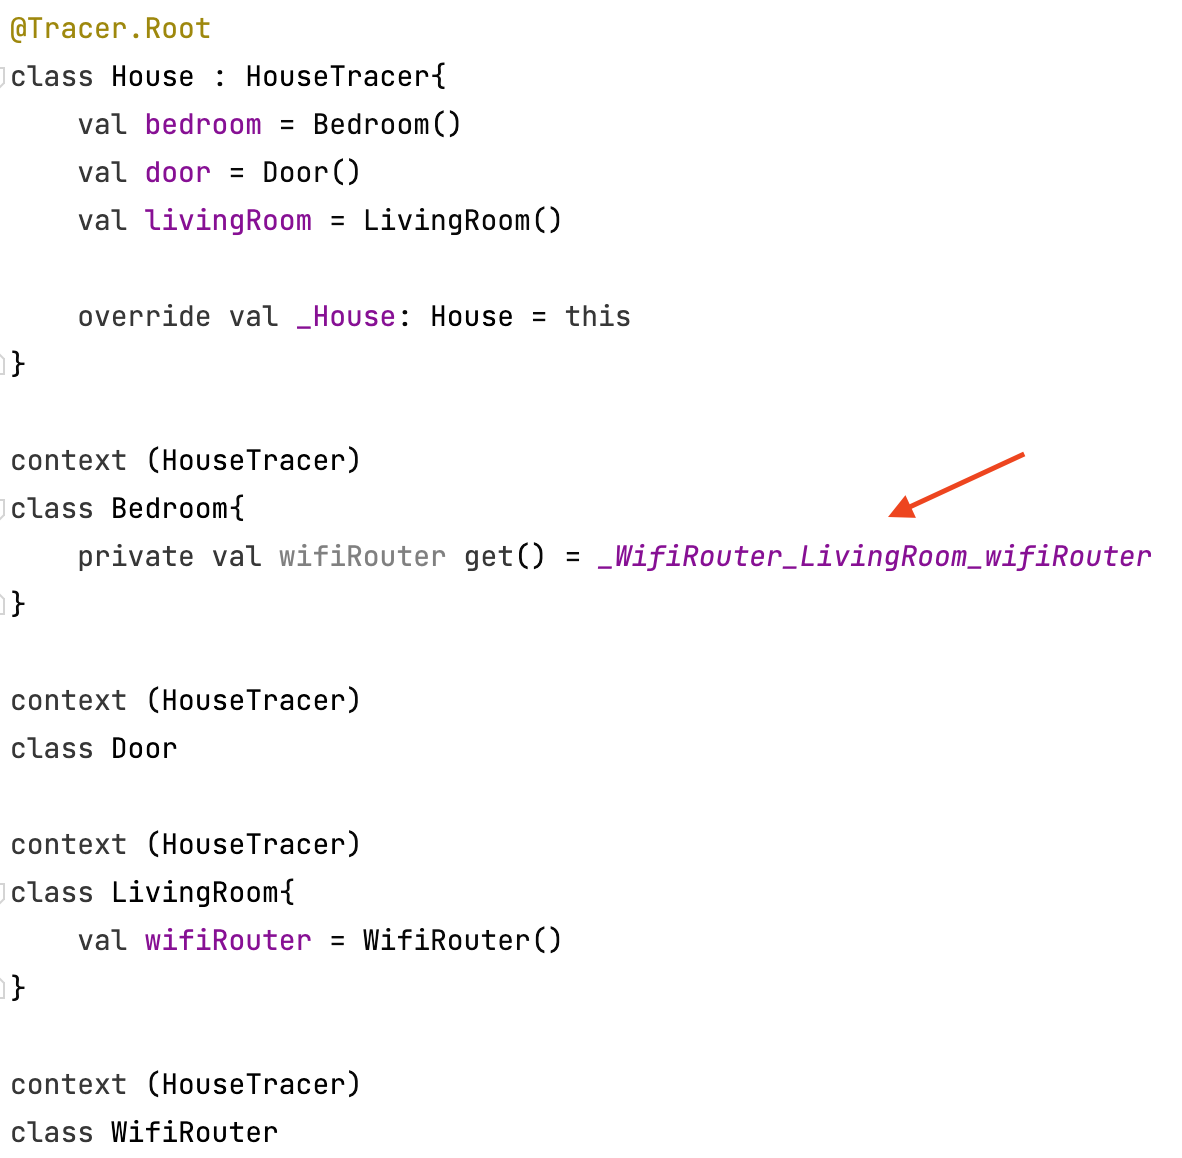 @Tracer.Root
class House : HouseTracer{
    val bedroom = Bedroom()
    val door = Door()
    val livingRoom = LivingRoom()
    override val _House: House = this
}
context (HouseTracer)
class Bedroom{
    private val wifiRouter get() = _WifiRouter_LivingRoom_wifiRouter
}
context (HouseTracer)
class Door
context (HouseTracer)
class LivingRoom{
    val wifiRouter = WifiRouter()
}
context (HouseTracer)
class WifiRouter